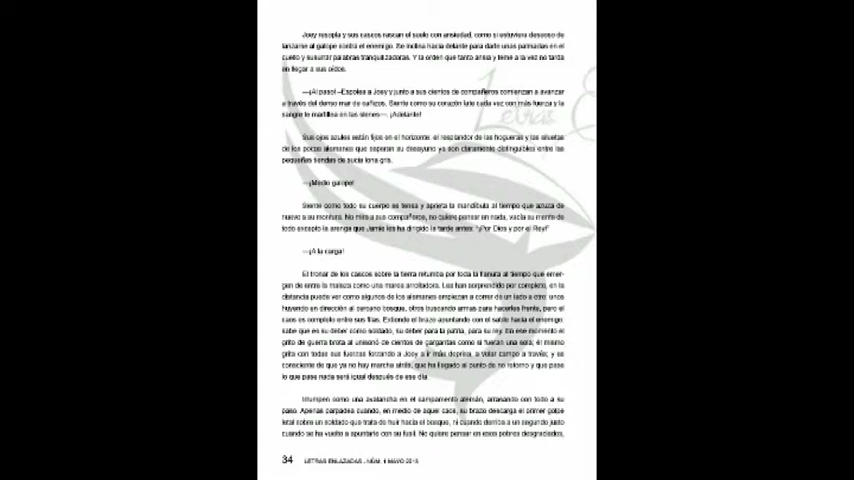 Joey resopla y sus cascos rascan el suelo con ansiedad, como si estuviera deseoso de
lanzarse al galope contra el enemigo. Se inclina hacia delante para darle unas palmadas en el
cuello y susurrar palabras tranquilizadoras. Y la orden que tanto ansía y teme a la vez no tarda
en llegar a sus oídos.
—¡Al paso! –Espolea a Joey y junto a sus cientos de compañeros comienzan a avanzar
a través del denso mar de cañizos. Siente como su corazón late cada vez con más fuerza y la
sangre le martillea en las sienes—. ¡Adelante!
Sus ojos azules están fijos en el horizonte: el resplandor de las hogueras y las siluetas
de los pocos alemanes que esperan su desayuno ya son claramente distinguibles entre las
pequeñas tiendas de sucia lona gris.
—¡Medio galope!
Siente como todo su cuerpo se tensa y aprieta la mandíbula al tiempo que azuza de
nuevo a su montura. No mira a sus compañeros, no quiere pensar en nada, vacía su mente de
todo excepto la arenga que Jamie les ha dirigido la tarde antes: “¡Por Dios y por el Rey!”
—¡A la carga!
El tronar de los cascos sobre la tierra retumba por toda la llanura al tiempo que emer-
gen de entre la maleza como una marea arrolladora. Les han sorprendido por completo, en la
distancia puede ver como algunos de los alemanes empiezan a correr de un lado a otro: unos
huyendo en dirección al cercano bosque, otros buscando armas para hacerles frente, pero el
caos es completo entre sus filas. Extiende el brazo apuntando con el sable hacia el enemigo;
sabe que es su deber como soldado, su deber para la patria, para su rey. En ese momento el
grito de guerra brota al unísono de cientos de gargantas como si fueran una sola; él mismo
grita con todas sus fuerzas forzando a Joey a ir más deprisa, a volar campo a través; y es
consciente de que ya no hay marcha atrás, que ha llegado al punto de no retorno y que pase
lo que pase nada será igual después de ese día.
Irrumpen como una avalancha en el campamento alemán, arrasando con todo a su
paso. Apenas parpadea cuando, en medio de aquel caos, su brazo descarga el primer golpe
letal sobre un soldado que trata de huir hacia el bosque, ni cuando derriba a un segundo justo
cuando se ha vuelto a apuntarle con su fusil. No quiere pensar en esos pobres desgraciados,
34 LETRAS ENLAZADAS . NÚM. MAYO
Letras